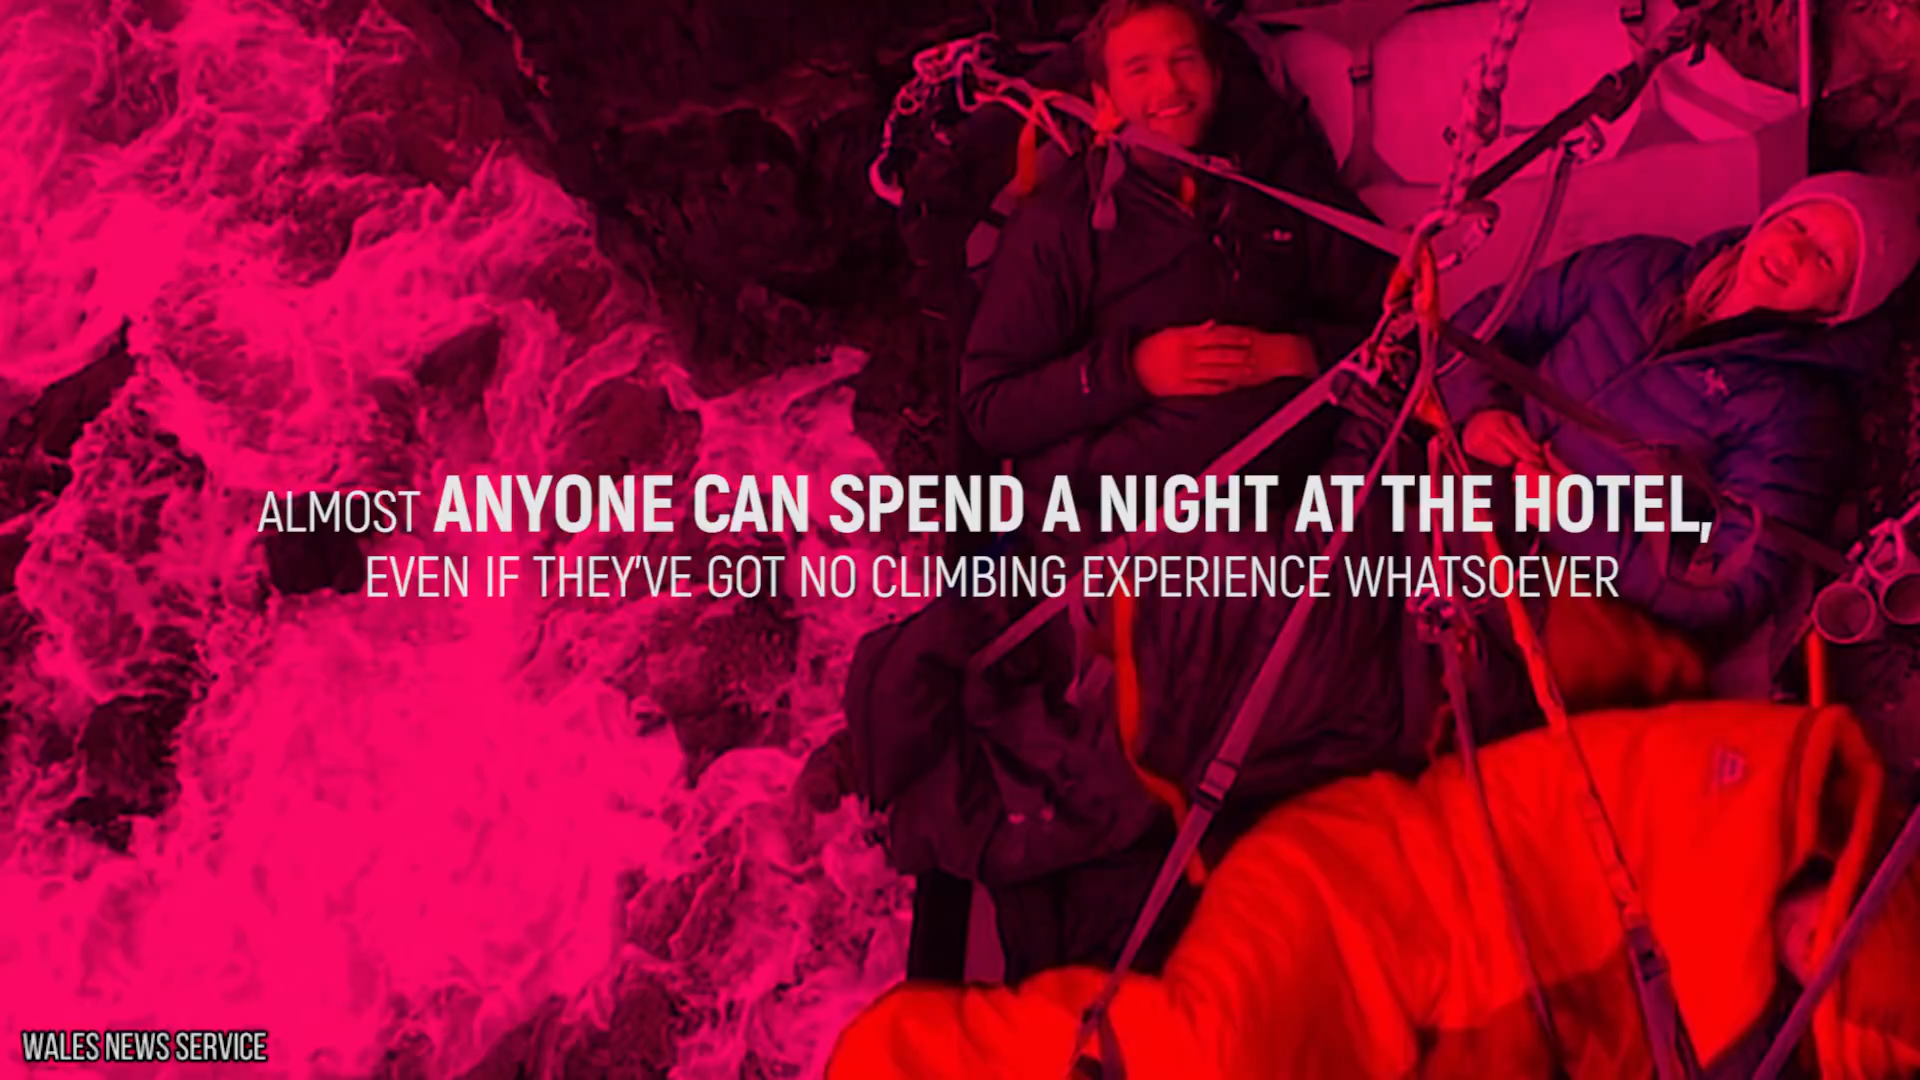 ALMOST ANYONE CAN SPEND A NIGHT AT THE HOTEL,
EVEN IF THEY'VE GOT NO CLIMBING EXPERIENCE WHATSOEVER
WALES NEWS SERVICE